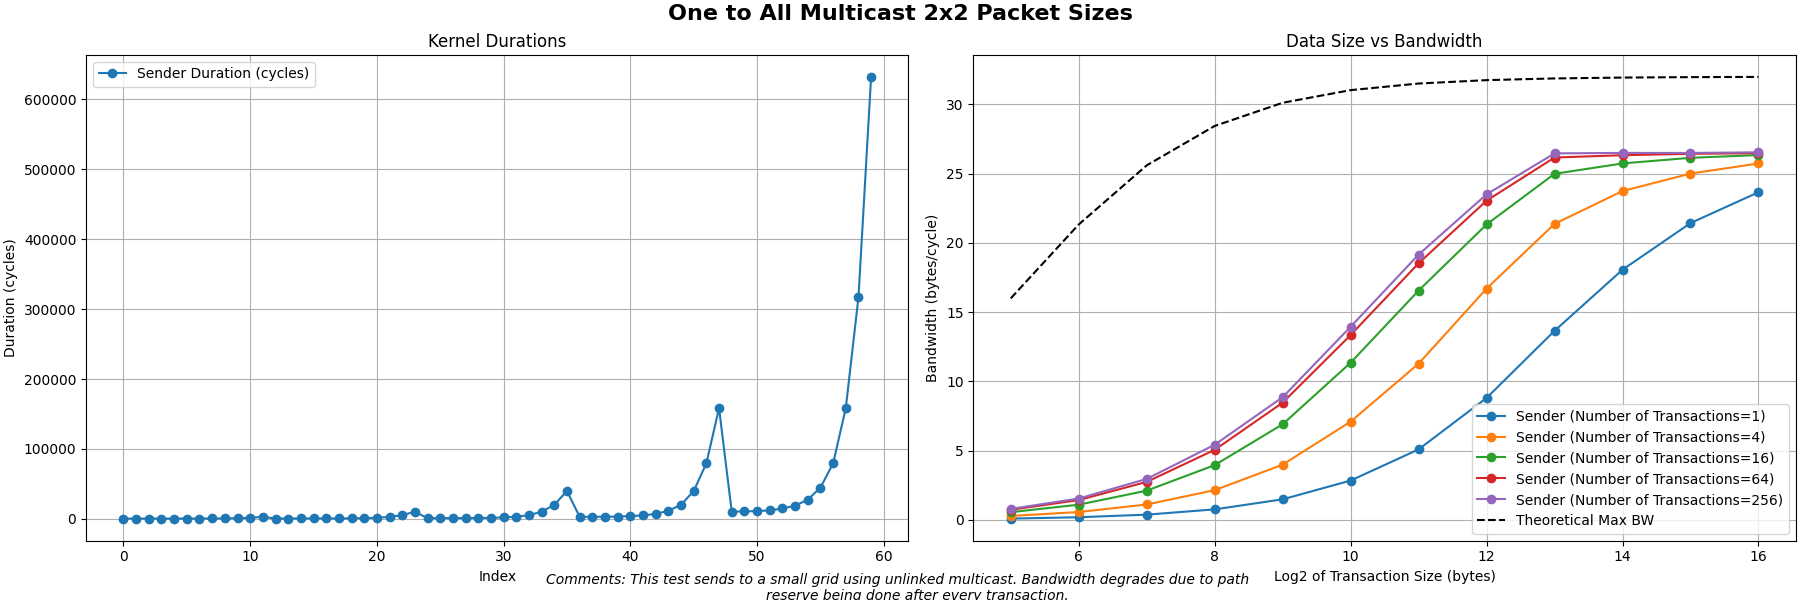 One to All Multicast 2x2 Packet Sizes
Kernel Durations
Sender Duration (cycles)
Duration (cycles)
600000
500000
400000
300000
200000
100000
0
0 10 20 30 40 50 60
Index
Data Size vs Bandwidth
Bandwidth (bytes/cycle)
30
25
20
15
10
5
0
Sender (Number of Transactions=1)
Sender (Number of Transactions=4)
Sender (Number of Transactions=16)
Sender (Number of Transactions=64)
Sender (Number of Transactions=256)
Theoretical Max BW
6 8 10 12 14 16
Log2 of Transaction Size (bytes)
Comments: This test sends to a small grid using unlinked multicast. Bandwidth degrades due to path
reserve being done after every transaction.